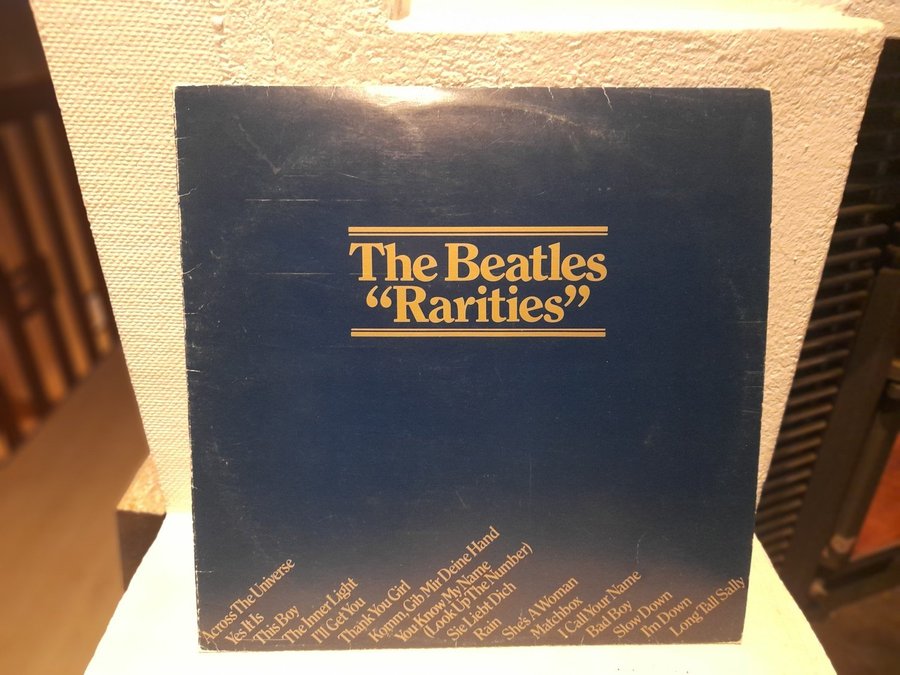 The Beatles
“Rarities”
Across The Universe
Yes It Is
This Boy
The Inner Light
I'll Get You
Thank You Girl
Komm Gib Mir Deine Hand
You Know My Name
(Look Up The Number)
Sie Liebt Dich
Rain
She's A Woman
Matchbox
I Call Your Name
Bad Boy
Slow Down
I'm Down
Long Tall Sally